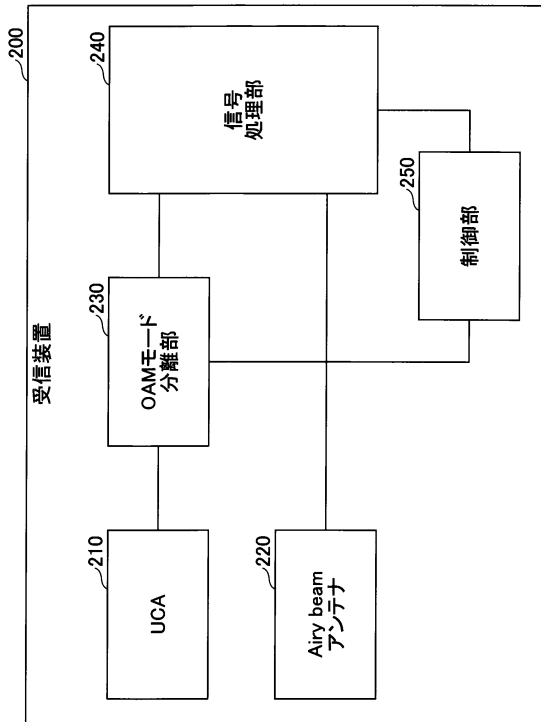 受信装置
200
210
UCA
230
OAMモード
分離部
240
信号
処理部
220
Airy beam
アンテナ
250
制御部